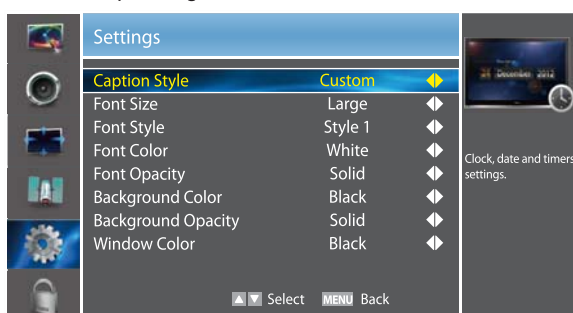 Settings
Caption Style Custom
Font Size Large
Font Style Style 1
Font Color White
Font Opacity Solid
Background Color Black
Background Opacity Solid
Window Color Black
Select MENU Back
December 2012
Clock, date and timers
settings.